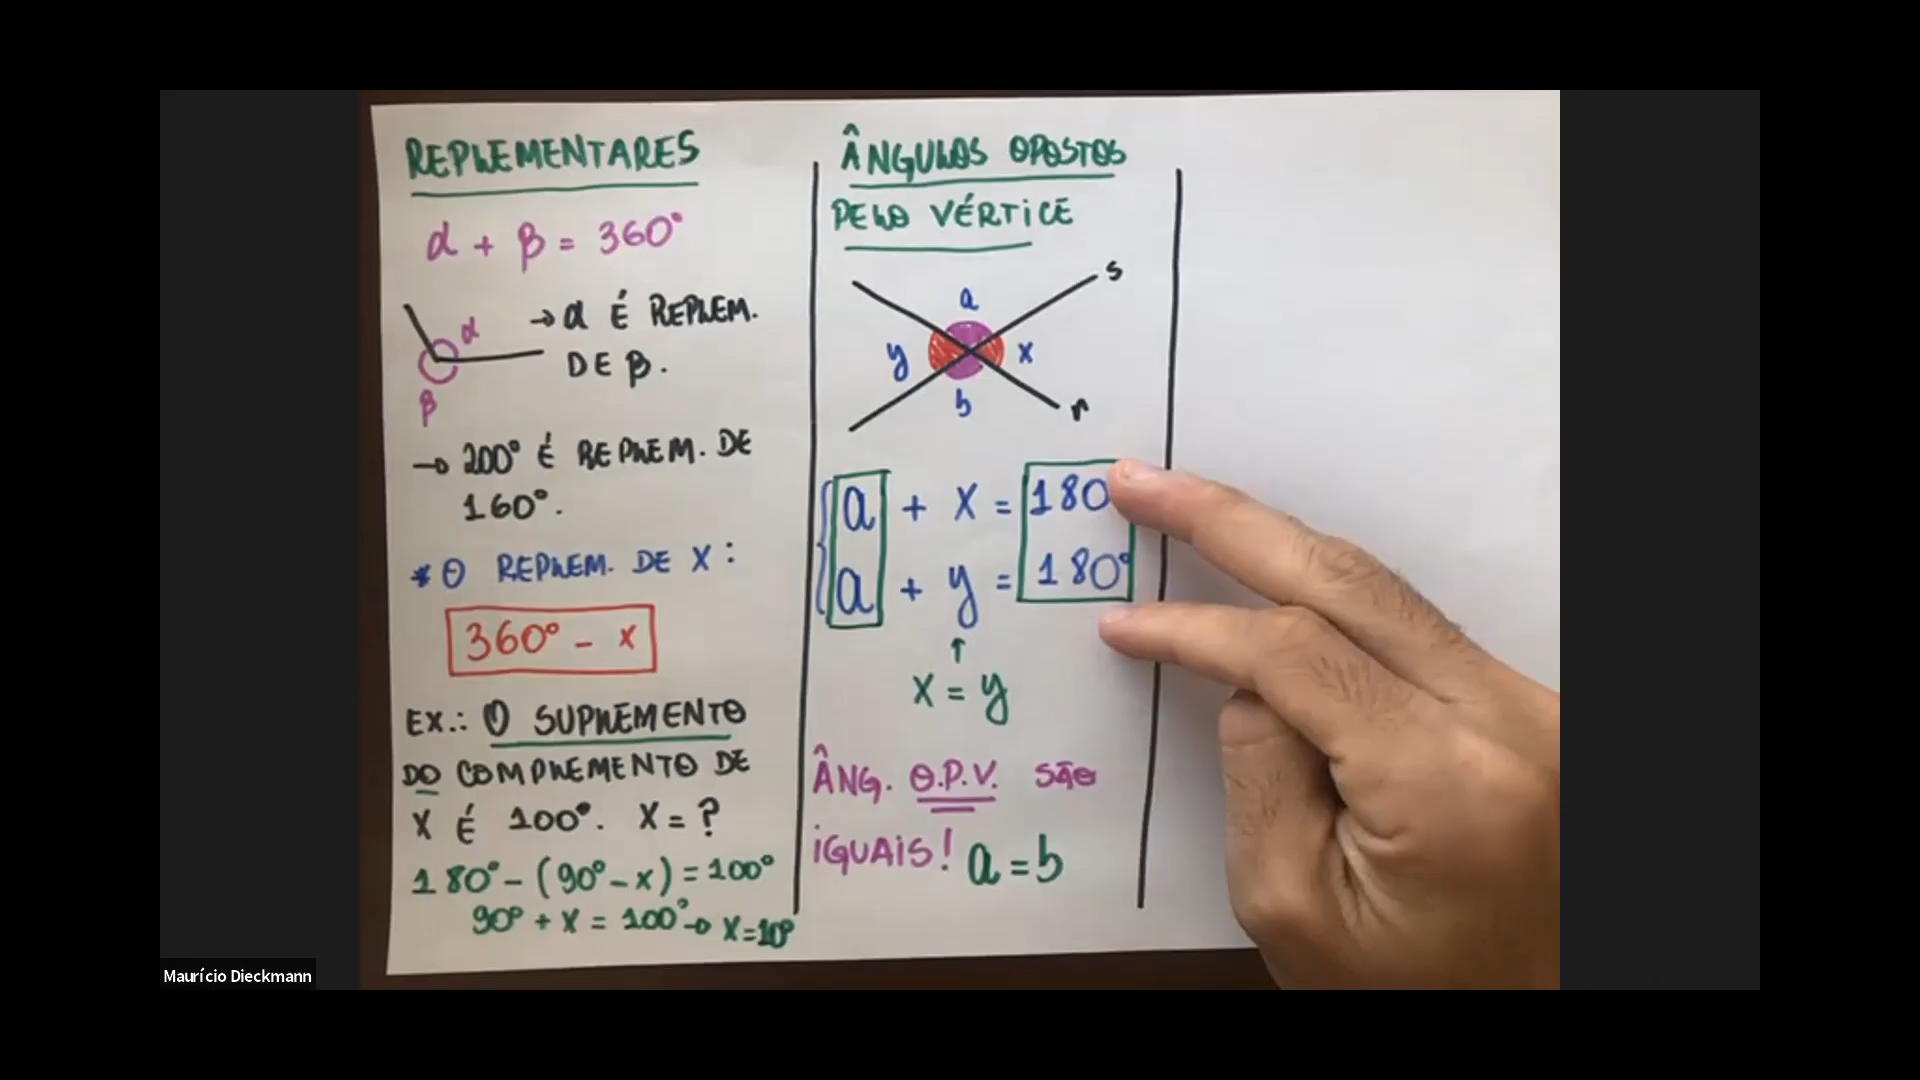 REPLEMENTARES
α + β = 360°
α
β
→ α É REPLEM.
DE β.
→ 200° É REPLEM. DE
160°.
* O REPLEM. DE X :
360° - x
EX.: O SUPLEMENTO
DO COMPLEMENTO DE
X É 100°. X = ?
180° - (90° - x) = 100°
90° + x = 100° → X = 10°
ÂNGULOS OPOSTOS
PELO VÉRTICE
s
a
y
x
b
r
a + x = 180
a + y = 180°
↑
x = y
ÂNG. O.P.V. SÃO
iGUAiS! a = b
Maurício Dieckmann